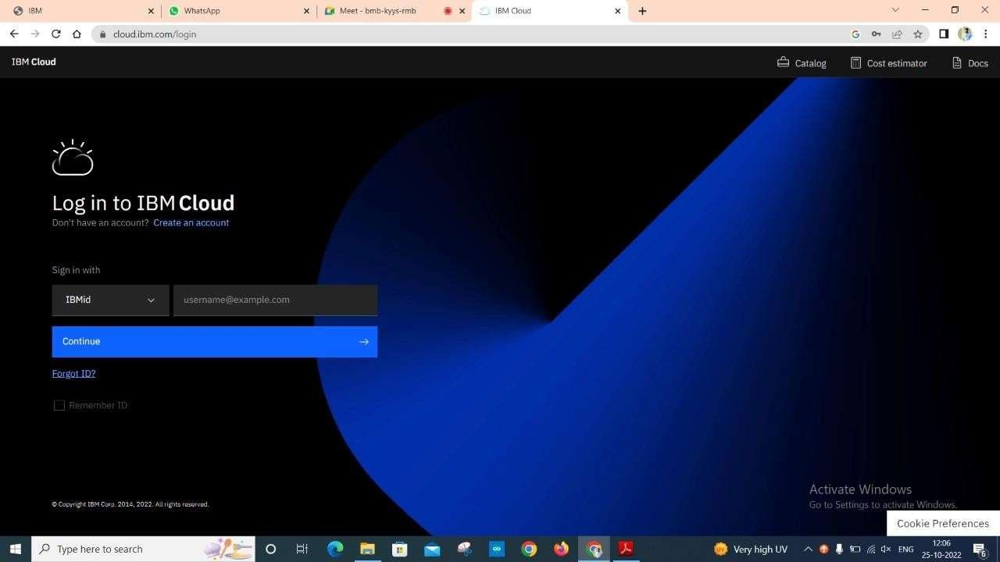 IBM
WhatsApp
Meet - bmb-kyys-rmb
IBM Cloud
cloud.ibm.com/login
IBM Cloud
Catalog
Cost estimator
Docs
Log in to IBM Cloud
Don't have an account? Create an account
Sign in with
IBMid
username@example.com
Continue
Forgot ID?
Remember ID
© Copyright IBM Corp. 2014, 2022. All rights reserved.
Activate Windows
Go to Settings to activate Windows.
Cookie Preferences
Type here to search
UV
Very high UV
ENG
12:06
25-10-2022
6